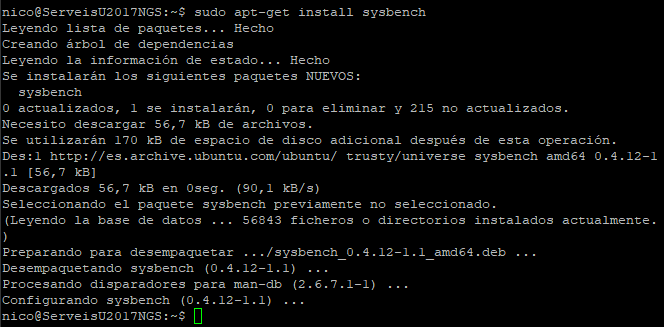 nico@ServeisU2017NGS:~$ sudo apt-get install sysbench
Leyendo lista de paquetes... Hecho
Creando árbol de dependencias
Leyendo la información de estado... Hecho
Se instalarán los siguientes paquetes NUEVOS:
  sysbench
0 actualizados, 1 se instalarán, 0 para eliminar y 215 no actualizados.
Necesito descargar 56,7 kB de archivos.
Se utilizarán 170 kB de espacio de disco adicional después de esta operación.
Des:1 http://es.archive.ubuntu.com/ubuntu/ trusty/universe sysbench amd64 0.4.12-1
.1 [56,7 kB]
Descargados 56,7 kB en 0seg. (90,1 kB/s)
Seleccionando el paquete sysbench previamente no seleccionado.
(Leyendo la base de datos ... 56843 ficheros o directorios instalados actualmente.
)
Preparando para desempaquetar .../sysbench_0.4.12-1.1_amd64.deb ...
Desempaquetando sysbench (0.4.12-1.1) ...
Procesando disparadores para man-db (2.6.7.1-1) ...
Configurando sysbench (0.4.12-1.1) ...
nico@ServeisU2017NGS:~$